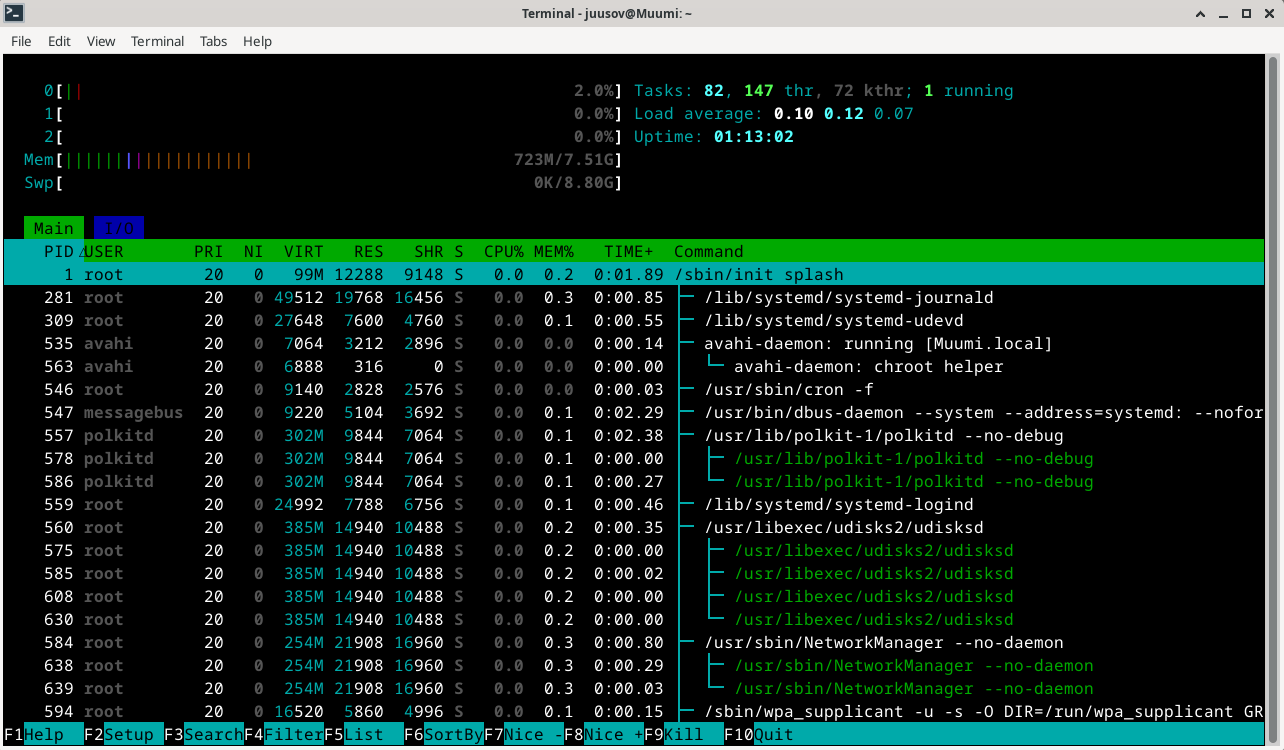 Terminal - juusov@Muumi: ~
File Edit View Terminal Tabs Help
0[|| 2.0%] Tasks: 82, 147 thr, 72 kthr; 1 running
1[ 0.0%] Load average: 0.10 0.12 0.07
2[ 0.0%] Uptime: 01:13:02
Mem[||||||||||||||||||| 723M/7.51G]
Swp[ 0K/8.80G]
Main I/O
PID△USER PRI NI VIRT RES SHR S CPU% MEM% TIME+ Command
1 root 20 0 99M 12288 9148 S 0.0 0.2 0:01.89 /sbin/init splash
281 root 20 0 49512 19768 16456 S 0.0 0.3 0:00.85 ├─ /lib/systemd/systemd-journald
309 root 20 0 27648 7600 4760 S 0.0 0.1 0:00.55 ├─ /lib/systemd/systemd-udevd
535 avahi 20 0 7064 3212 2896 S 0.0 0.0 0:00.14 ├─ avahi-daemon: running [Muumi.local]
563 avahi 20 0 6888 316 0 S 0.0 0.0 0:00.00 │ └─ avahi-daemon: chroot helper
546 root 20 0 9140 2828 2576 S 0.0 0.0 0:00.03 ├─ /usr/sbin/cron -f
547 messagebus 20 0 9220 5104 3692 S 0.0 0.1 0:02.29 ├─ /usr/bin/dbus-daemon --system --address=systemd: --nofor
557 polkitd 20 0 302M 9844 7064 S 0.0 0.1 0:02.38 ├─ /usr/lib/polkit-1/polkitd --no-debug
578 polkitd 20 0 302M 9844 7064 S 0.0 0.1 0:00.00 │ ├─ /usr/lib/polkit-1/polkitd --no-debug
586 polkitd 20 0 302M 9844 7064 S 0.0 0.1 0:00.27 │ └─ /usr/lib/polkit-1/polkitd --no-debug
559 root 20 0 24992 7788 6756 S 0.0 0.1 0:00.46 ├─ /lib/systemd/systemd-logind
560 root 20 0 385M 14940 10488 S 0.0 0.2 0:00.35 ├─ /usr/libexec/udisks2/udisksd
575 root 20 0 385M 14940 10488 S 0.0 0.2 0:00.00 │ ├─ /usr/libexec/udisks2/udisksd
585 root 20 0 385M 14940 10488 S 0.0 0.2 0:00.02 │ ├─ /usr/libexec/udisks2/udisksd
608 root 20 0 385M 14940 10488 S 0.0 0.2 0:00.00 │ ├─ /usr/libexec/udisks2/udisksd
630 root 20 0 385M 14940 10488 S 0.0 0.2 0:00.00 │ └─ /usr/libexec/udisks2/udisksd
584 root 20 0 254M 21908 16960 S 0.0 0.3 0:00.80 ├─ /usr/sbin/NetworkManager --no-daemon
638 root 20 0 254M 21908 16960 S 0.0 0.3 0:00.29 │ ├─ /usr/sbin/NetworkManager --no-daemon
639 root 20 0 254M 21908 16960 S 0.0 0.3 0:00.03 │ └─ /usr/sbin/NetworkManager --no-daemon
594 root 20 0 16520 5860 4996 S 0.0 0.1 0:00.15 ├─ /sbin/wpa_supplicant -u -s -O DIR=/run/wpa_supplicant GR
F1Help F2Setup F3SearchF4FilterF5List F6SortByF7Nice -F8Nice +F9Kill F10Quit